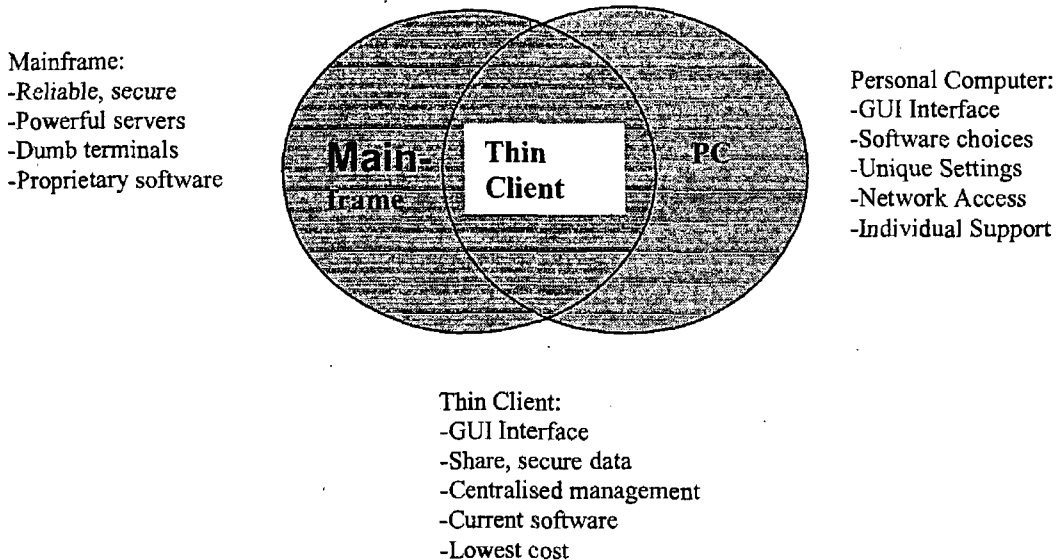 Mainframe:
-Reliable, secure
-Powerful servers
-Dumb terminals
-Proprietary software
Main-
frame
Thin
Client
PC
Personal Computer:
-GUI Interface
-Software choices
-Unique Settings
-Network Access
-Individual Support
Thin Client:
-GUI Interface
-Share, secure data
-Centralised management
-Current software
-Lowest cost